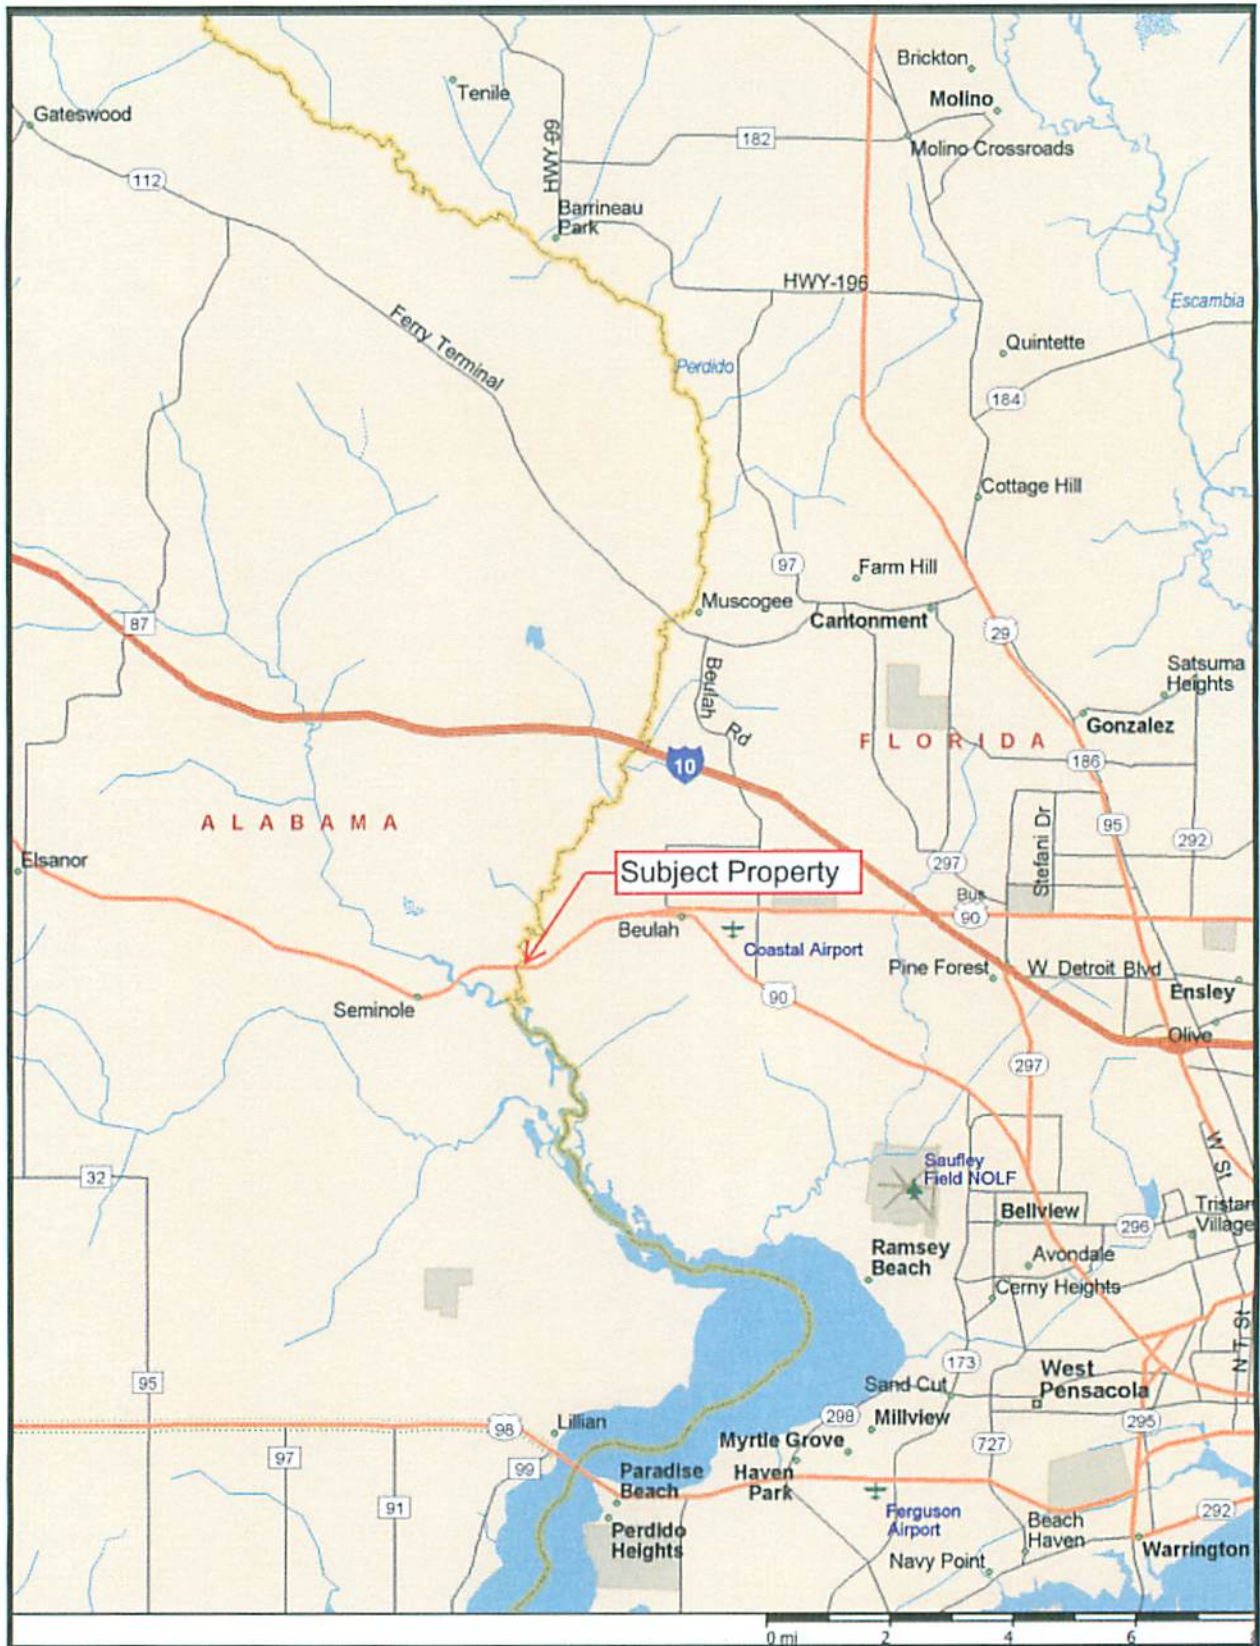 Brickton
Molino
Tenile
Gateswood
182
Molino Crossroads
HWY-99
112
Barrineau
Park
HWY-196
Escambia
Ferry Terminal
Quintette
Perdido
184
Cottage Hill
97
Farm Hill
Muscogee
Cantonment
87
29
Satsuma
Heights
Beulah
Rd
Gonzalez
FLORIDA
10
186
ALABAMA
95
Stefani Dr
292
Elsanor
297
Subject Property
Bus
90
Beulah
Coastal Airport
Pine Forest
W Detroit Blvd
Ensley
90
Seminole
Olive
297
W St
Saufley
Field NOLF
32
Bellview
296
Tristan
Village
Ramsey
Beach
Avondale
Cerny Heights
N T St
173
West
Pensacola
95
Sand Cut
298
Millview
295
98
Lillian
Myrtle Grove
727
97
99
Paradise
Beach
Haven
Park
91
Ferguson
Airport
Beach
Haven
292
Perdido
Heights
Navy Point
Warrington
0 mi
2
4
6